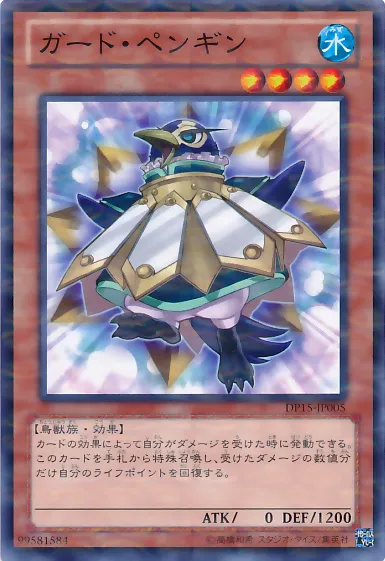 ガード・ペンギン
水
DP15-JP005
【鳥獣族・効果】
カードの効果によって自分がダメージを受けた時に発動できる。
このカードを手札から特殊召喚し、受けたダメージの数値分
だけ自分のライフポイントを回復する。
ATK/ 0 DEF/1200
99581584
©高橋和希 スタジオ・ダイス/集英社